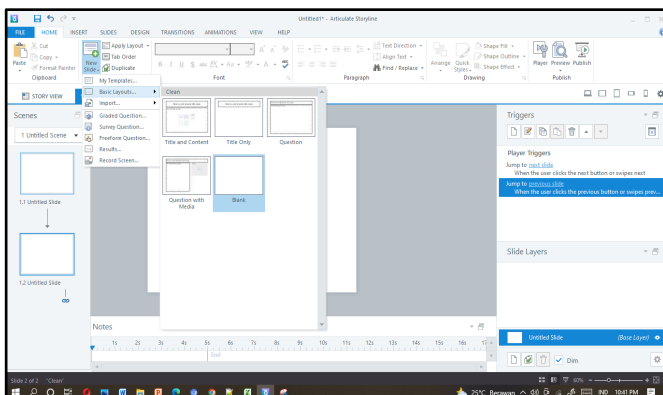 Untitled1* - Articulate Storyline
FILE HOME INSERT SLIDES DESIGN TRANSITIONS ANIMATIONS VIEW HELP
Cut
Copy
Format Painter
Paste
Clipboard
New Slide
Apply Layout
Tab Order
Duplicate
Font
Text Direction
Align Text
Find / Replace
Paragraph
Arrange Quick Styles
Shape Fill
Shape Outline
Shape Effect
Drawing
Player Preview Publish
Publish
My Templates...
Basic Layouts...
Import...
Graded Question...
Survey Question...
Freeform Question...
Results...
Record Screen...
Clean
Title and Content Title Only Question
Question with Media Blank
STORY VIEW
Scenes
1 Untitled Scene
1.1 Untitled Slide
1.2 Untitled Slide
Notes
1s 2s 3s 4s 5s 6s 7s 8s 9s 10s 11s 12s 13s 14s 15s 16s
End
Triggers
Player Triggers
Jump to next slide
When the user clicks the next button or swipes next
Jump to previous slide
When the user clicks the previous button or swipes prev...
Slide Layers
Untitled Slide (Base Layer)
Dim
Slide 2 of 2 "Clean"
60%
25°C Berawan IND 10:41 PM